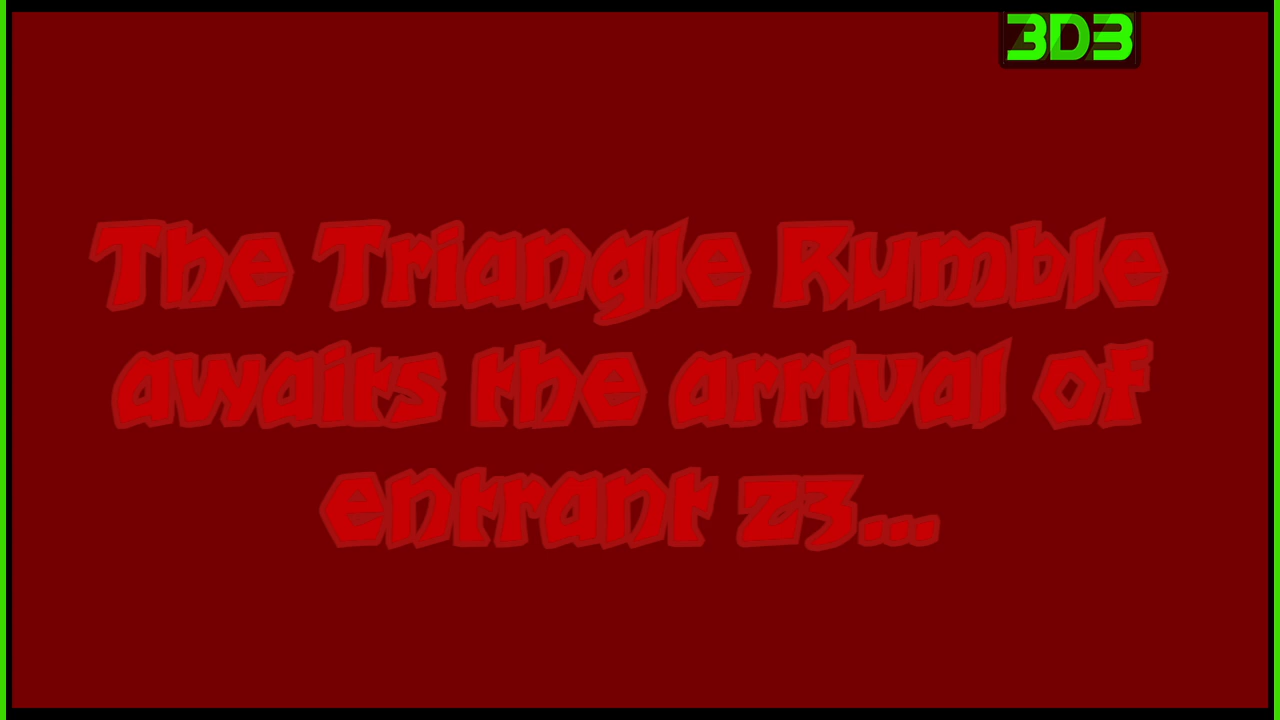 3D3
The Triangle Rumble
awaits the arrival of
entrant 23...